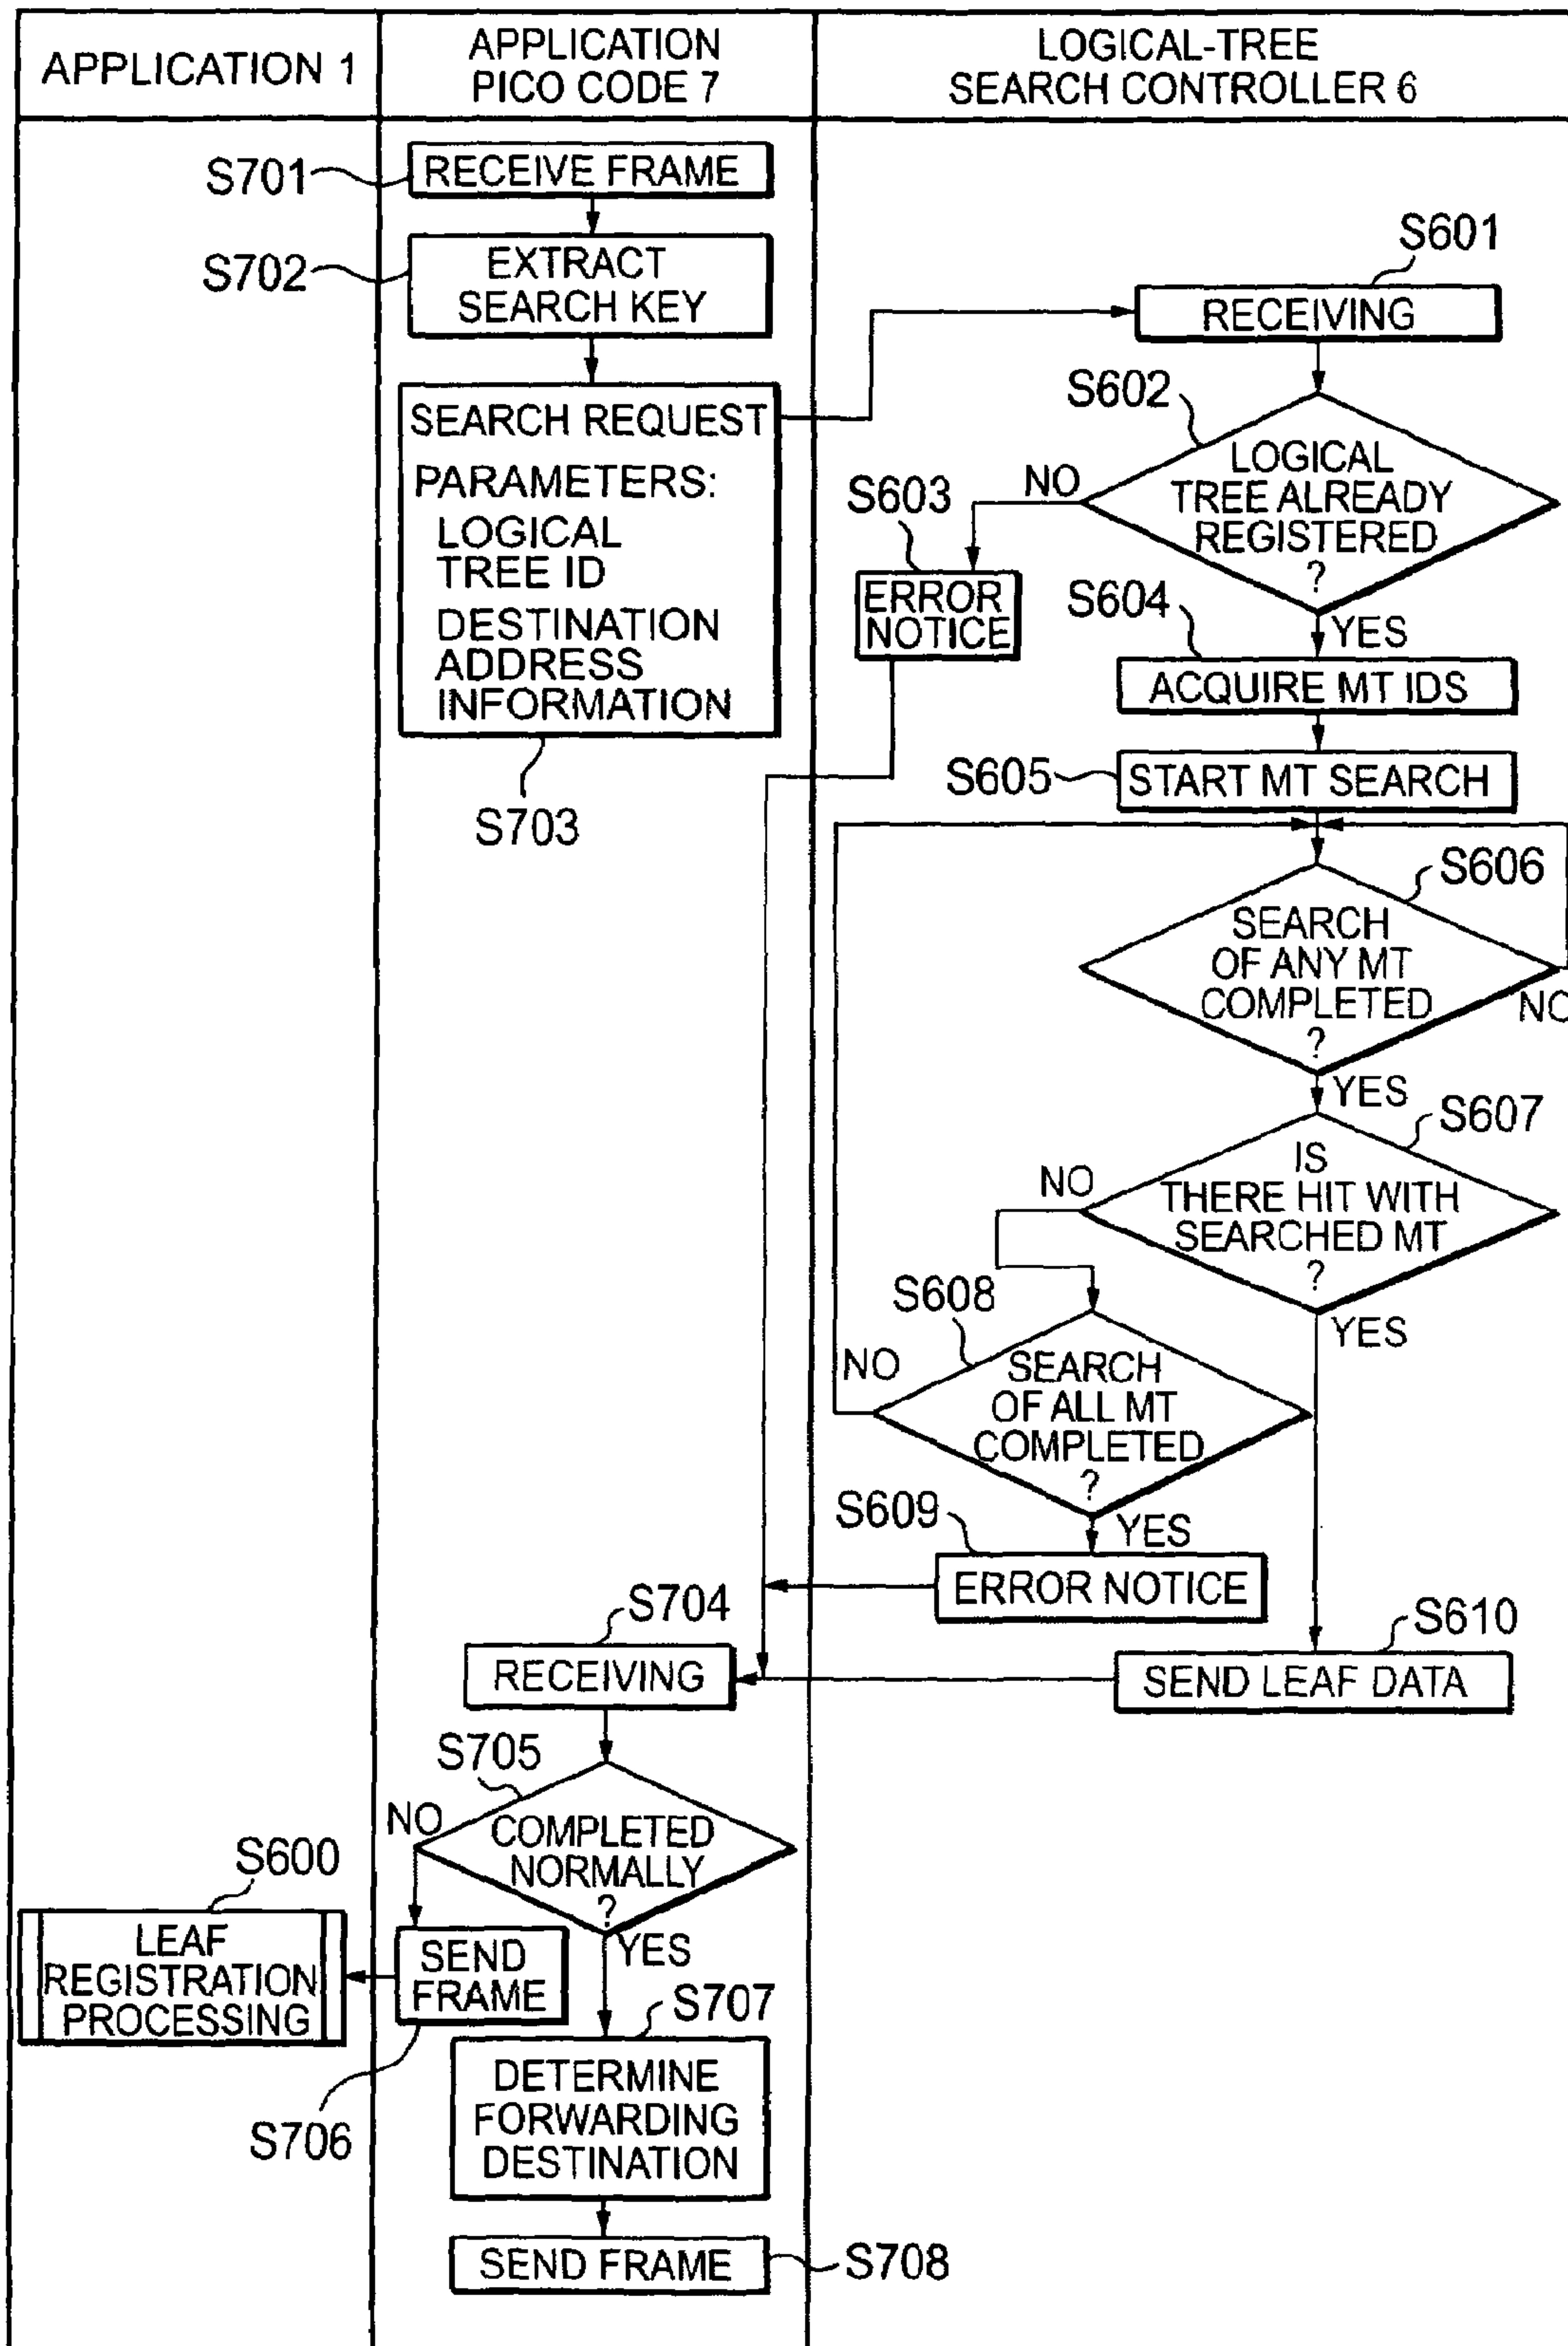 APPLICATION 1
APPLICATION
PICO CODE 7
LOGICAL-TREE
SEARCH CONTROLLER 6
S701
RECEIVE FRAME
S702
EXTRACT
SEARCH KEY
S601
RECEIVING
SEARCH REQUEST
PARAMETERS:
LOGICAL
TREE ID
DESTINATION
ADDRESS
INFORMATION
S703
S602
LOGICAL
TREE ALREADY
REGISTERED
?
NO
YES
S603
ERROR
NOTICE
S604
ACQUIRE MT IDS
S605
START MT SEARCH
S606
SEARCH
OF ANY MT
COMPLETED
?
NO
YES
S607
IS
THERE HIT WITH
SEARCHED MT
?
NO
YES
S608
SEARCH
OF ALL MT
COMPLETED
?
NO
YES
S609
ERROR NOTICE
S610
SEND LEAF DATA
S704
RECEIVING
S705
COMPLETED
NORMALLY
?
NO
YES
S600
LEAF
REGISTRATION
PROCESSING
SEND
FRAME
S706
S707
DETERMINE
FORWARDING
DESTINATION
SEND FRAME
S708